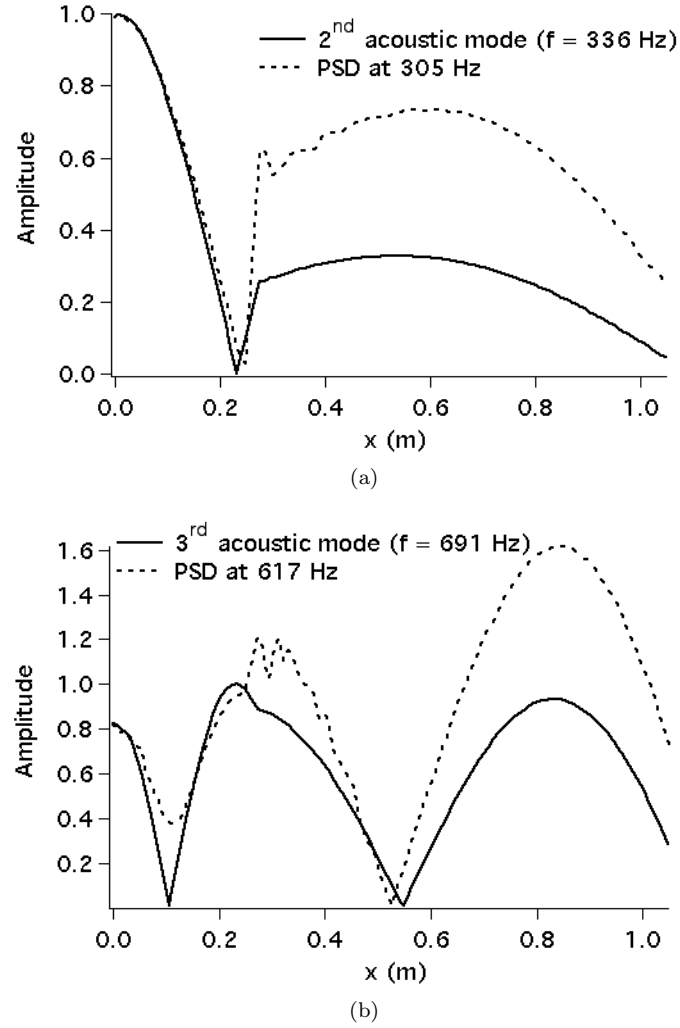 2nd acoustic mode (f = 336 Hz)
PSD at 305 Hz
Amplitude
1.0
0.8
0.6
0.4
0.2
0.0
0.0 0.2 0.4 0.6 0.8 1.0
x (m)
(a)
3rd acoustic mode (f = 691 Hz)
PSD at 617 Hz
Amplitude
1.6
1.4
1.2
1.0
0.8
0.6
0.4
0.2
0.0 0.2 0.4 0.6 0.8 1.0
x (m)
(b)